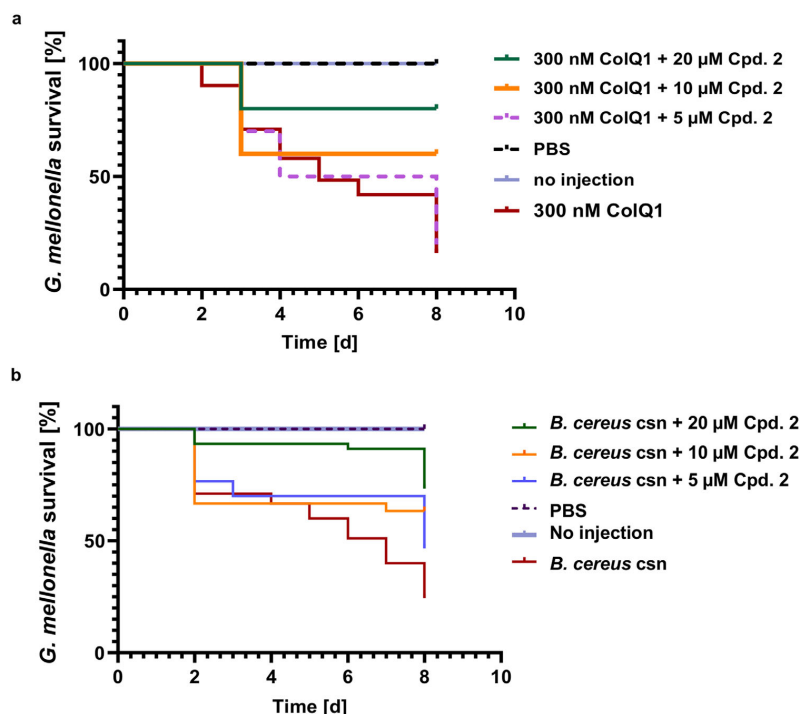 a
G. mellonella survival [%]
100
50
0
0 2 4 6 8 10
Time [d]
300 nM ColQ1 + 20 µM Cpd. 2
300 nM ColQ1 + 10 µM Cpd. 2
300 nM ColQ1 + 5 µM Cpd. 2
PBS
no injection
300 nM ColQ1
b
G. mellonella survival [%]
100
50
0
0 2 4 6 8 10
Time [d]
B. cereus csn + 20 µM Cpd. 2
B. cereus csn + 10 µM Cpd. 2
B. cereus csn + 5 µM Cpd. 2
PBS
No injection
B. cereus csn